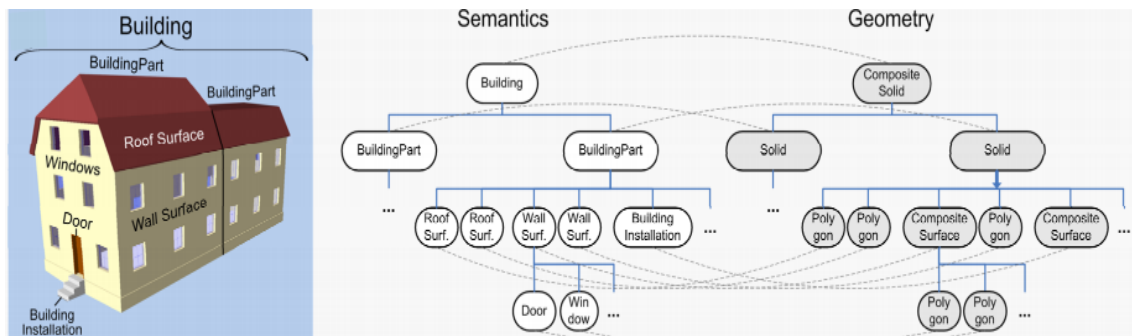 Building
BuildingPart
BuildingPart
Roof Surface
Windows
Wall Surface
Door
Building
Installation
Semantics
Building
BuildingPart
BuildingPart
...
Roof
Surf.
Roof
Surf.
Wall
Surf.
Wall
Surf.
Building
Installation
...
Door
Win
dow
...
Geometry
Composite
Solid
Solid
Solid
...
Poly
gon
Poly
gon
Composite
Surface
Poly
gon
Composite
Surface
...
Poly
gon
Poly
gon
...